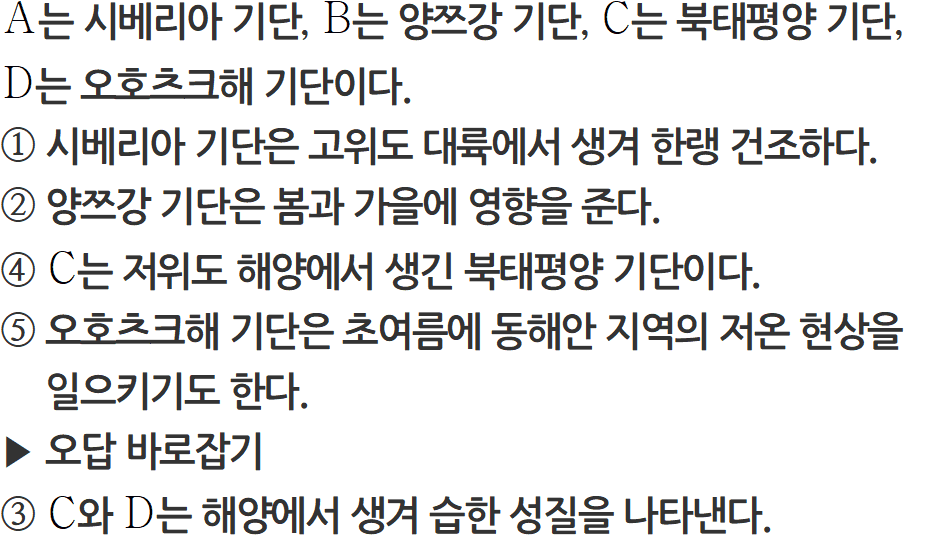 A는 시베리아 기단, B는 양쯔강 기단, C는 북태평양 기단,
D는 오호츠크해 기단이다.
① 시베리아 기단은 고위도 대륙에서 생겨 한랭 건조하다.
② 양쯔강 기단은 봄과 가을에 영향을 준다.
④ C는 저위도 해양에서 생긴 북태평양 기단이다.
⑤ 오호츠크해 기단은 초여름에 동해안 지역의 저온 현상을
일으키기도 한다.
▶ 오답 바로잡기
③ C와 D는 해양에서 생겨 습한 성질을 나타낸다.